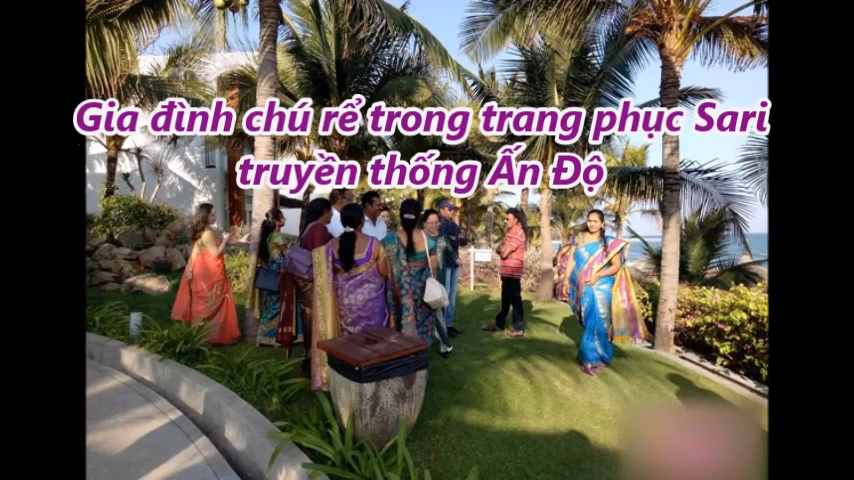 Gia đình chú rể trong trang phục Sari
truyền thống Ấn Độ